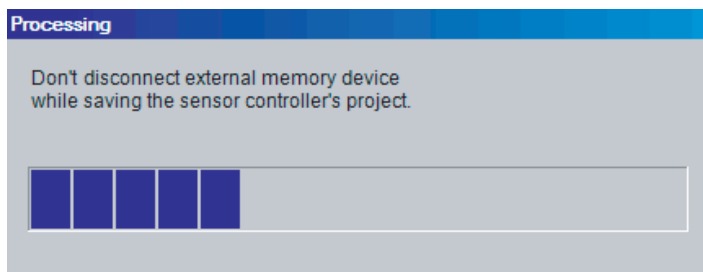 Processing
Don't disconnect external memory device
while saving the sensor controller's project.